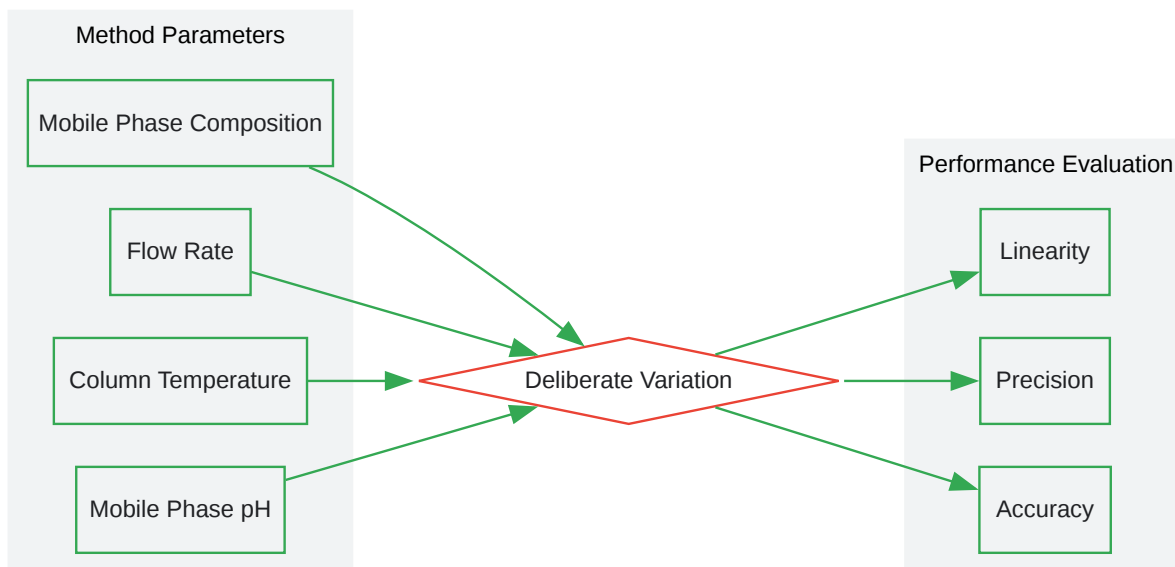 Method Parameters
Mobile Phase Composition
Flow Rate
Column Temperature
Mobile Phase pH
Deliberate Variation
Performance Evaluation
Linearity
Precision
Accuracy